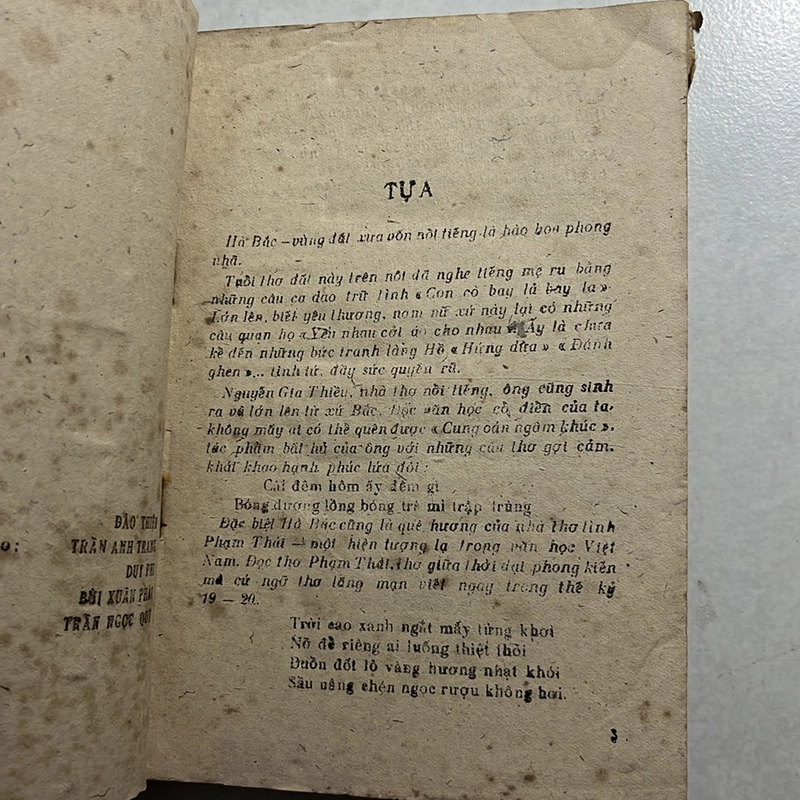 ĐÀO THIỆN
TRẦN ANH TRANG
DUY PHI
BÙI XUÂN PHÁI
TRẦN NGỌC QUÝ
TỰA
Hà Bắc – vùng đất xưa vốn nổi tiếng là hào hoa phong
nhã.
Tuổi thơ đất này trên nôi đã nghe tiếng mẹ ru bằng
những câu ca dao trữ tình « Con cò bay lả bay la ».
Lớn lên, biết yêu thương, nam nữ xứ này lại có những
câu quan họ « Yêu nhau cởi áo cho nhau ». Ấy là chưa
kể đến những bức tranh làng Hồ « Hứng dừa » « Đánh
ghen »... tình tứ, đầy sức quyến rũ.
Nguyễn Gia Thiều, nhà thơ nổi tiếng, ông cũng sinh
ra và lớn lên từ xứ Bắc. Đọc văn học cổ điển của ta,
không mấy ai có thể quên được « Cung oán ngâm khúc »,
tác phẩm bất hủ của ông với những câu thơ gợi cảm,
khát khao hạnh phúc lứa đôi :
Cái đêm hôm ấy đêm gì
Bóng dương lồng bóng trà mi trập trùng
Đặc biệt Hà Bắc cũng là quê hương của nhà thơ tình
Phạm Thái – một hiện tượng lạ trong văn học Việt
Nam. Đọc thơ Phạm Thái, thơ giữa thời đại phong kiến
mà cứ ngỡ thơ lãng mạn viết ngay trong thế kỷ
19 – 20.
Trời cao xanh ngắt mấy từng khơi
Nỡ để riêng ai luống thiệt thòi
Buồn đốt lò vàng hương nhạt khói
Sầu nâng chén ngọc rượu không hơi.
3